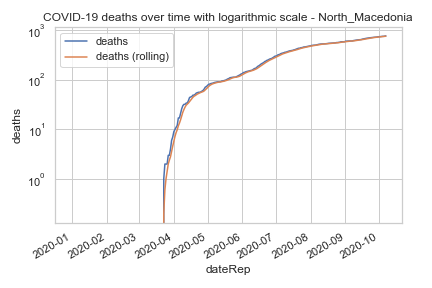 COVID-19 deaths over time with logarithmic scale - North_Macedonia
deaths
deaths (rolling)
10³
10²
10¹
10⁰
deaths
2020-01
2020-02
2020-03
2020-04
2020-05
2020-06
2020-07
2020-08
2020-09
2020-10
dateRep